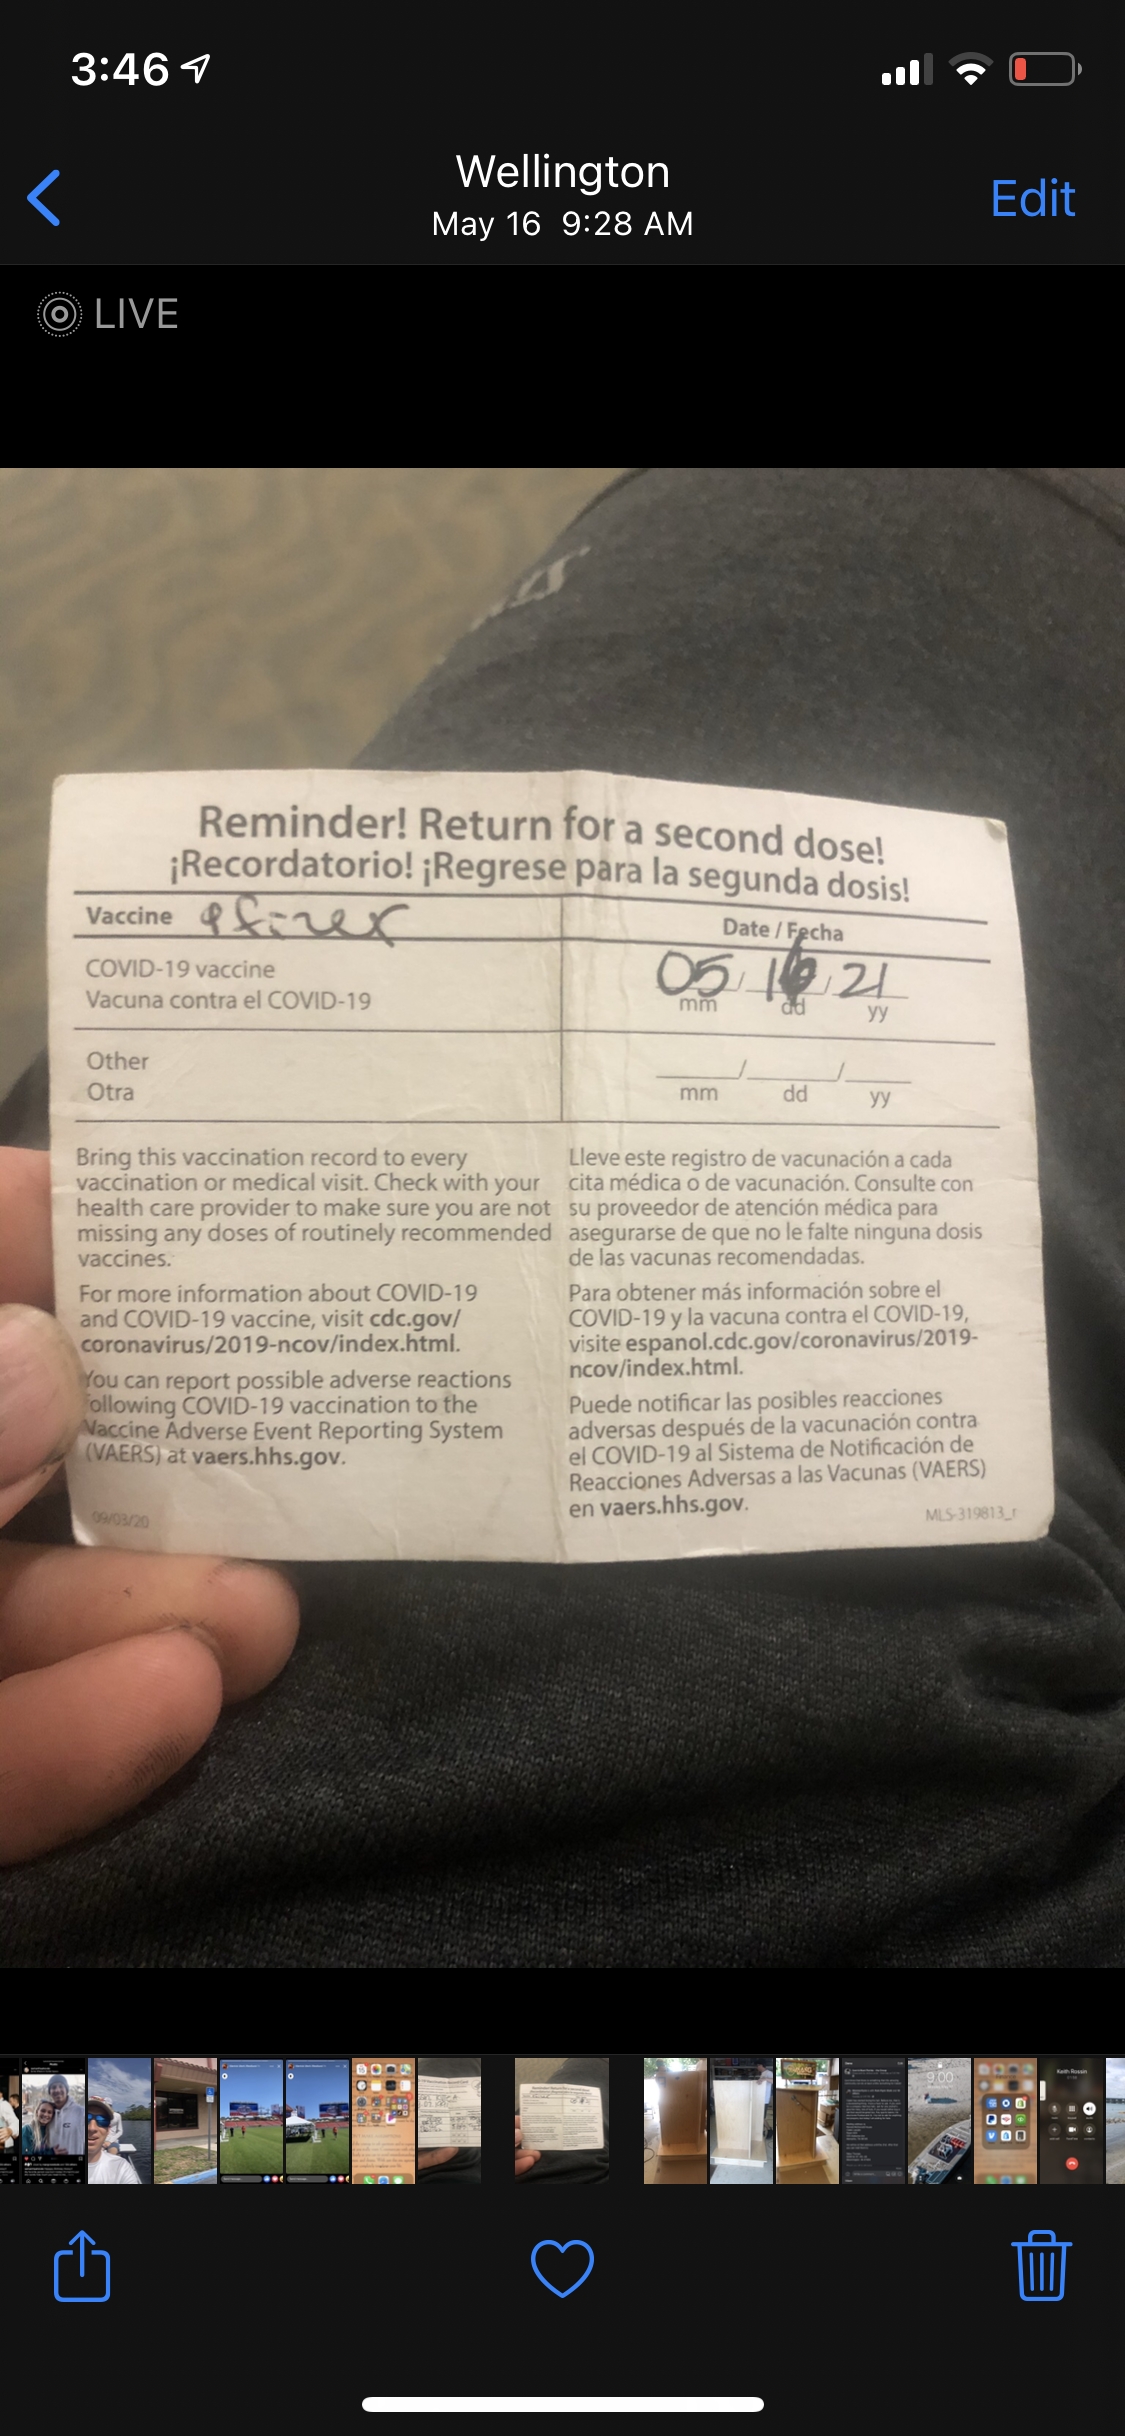 3:46
Wellington
May 16 9:28 AM
Edit
LIVE
Reminder! Return for a second dose!
¡Recordatorio! ¡Regrese para la segunda dosis!
Vaccine Pfizer
Date / Fecha
COVID-19 vaccine
Vacuna contra el COVID-19
05 / 16 / 21
mm dd yy
Other
Otra
/ /
mm dd yy
Bring this vaccination record to every
vaccination or medical visit. Check with your
health care provider to make sure you are not
missing any doses of routinely recommended
vaccines.
For more information about COVID-19
and COVID-19 vaccine, visit cdc.gov/
coronavirus/2019-ncov/index.html.
You can report possible adverse reactions
following COVID-19 vaccination to the
Vaccine Adverse Event Reporting System
(VAERS) at vaers.hhs.gov.
09/03/20
Lleve este registro de vacunación a cada
cita médica o de vacunación. Consulte con
su proveedor de atención médica para
asegurarse de que no le falte ninguna dosis
de las vacunas recomendadas.
Para obtener más información sobre el
COVID-19 y la vacuna contra el COVID-19,
visite espanol.cdc.gov/coronavirus/2019-
ncov/index.html.
Puede notificar las posibles reacciones
adversas después de la vacunación contra
el COVID-19 al Sistema de Notificación de
Reacciones Adversas a las Vacunas (VAERS)
en vaers.hhs.gov.
MLS-319813_r
9:00
Keith Rossin